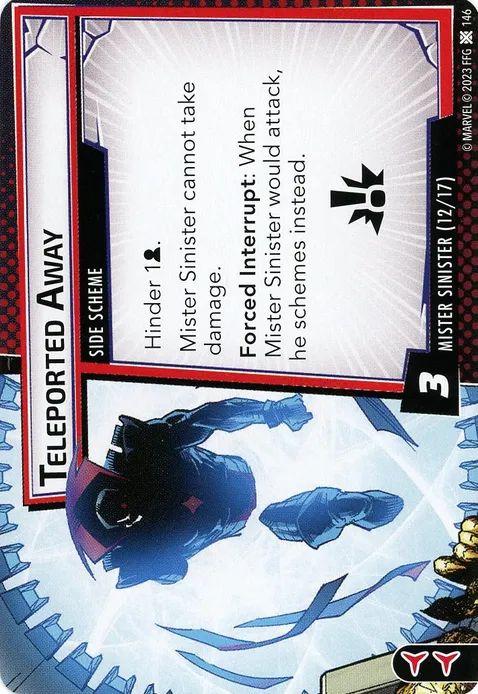 TELEPORTED AWAY
SIDE SCHEME
Hinder 1.
Mister Sinister cannot take
damage.
Forced Interrupt: When
Mister Sinister would attack,
he schemes instead.
3
MISTER SINISTER (12/17)
© MARVEL © 2023 FFG 146